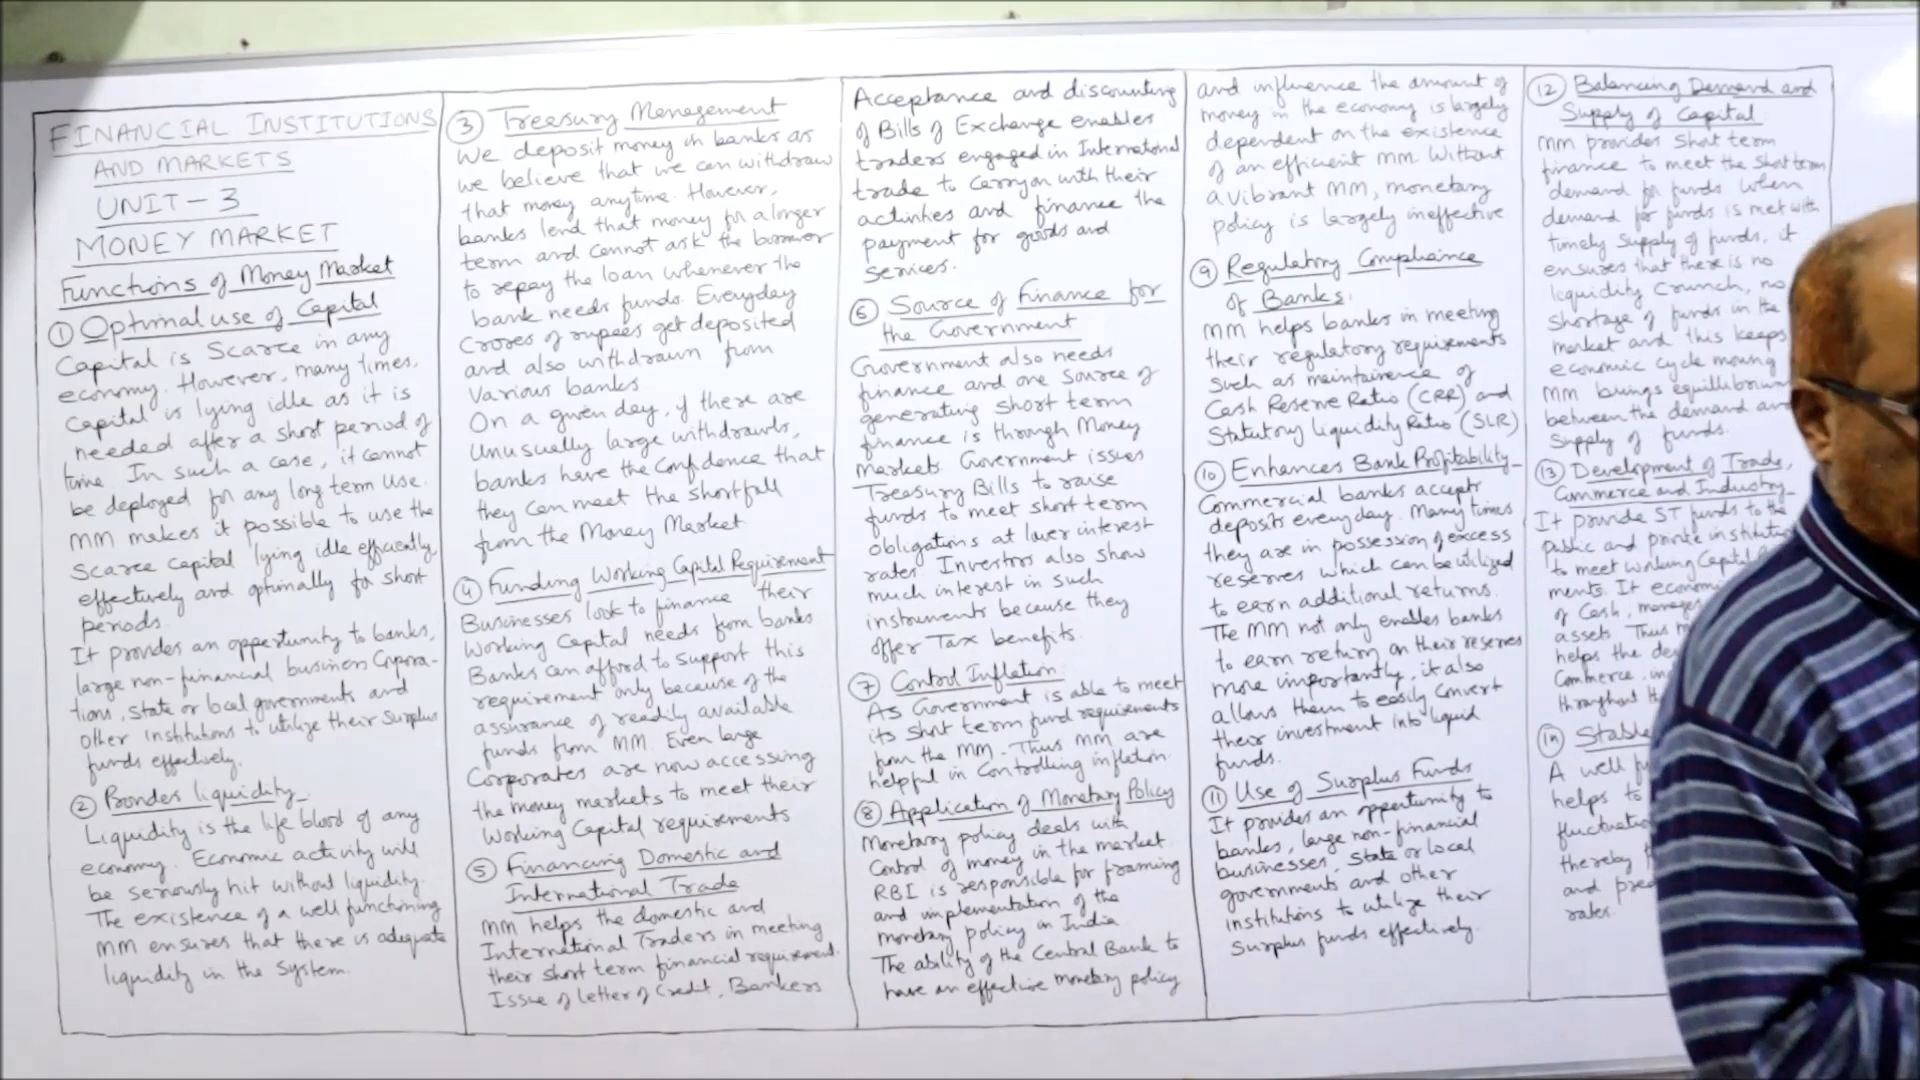 FINANCIAL INSTITUTIONS
AND MARKETS
UNIT-3
MONEY MARKET
Functions of Money Market
① Optimal use of Capital
Capital is Scarce in any
economy. However, many times,
Capital is lying idle as it is
needed after a short period of
time. In such a case, it cannot
be deployed for any long term use.
MM makes it possible to use the
Scarce Capital lying idle efficiently
effectively and optimally for short
periods.
It provides an opportunity to banks,
large non-financial business Corpora-
tions, State or local governments and
other institutions to utilize their Surplus
funds effectively.
② Provides liquidity
Liquidity is the life blood of any
economy. Economic activity will
be seriously hit without liquidity.
The existence of a well functioning
MM ensures that there is adequate
liquidity in the System.
③ Treasury Management
We deposit money in banks as
we believe that we can withdraw
that money anytime. However,
banks lend that money for a longer
term and cannot ask the borrower
to repay the loan whenever the
bank needs funds. Everyday
Crores of rupees get deposited
and also withdrawn from
Various banks
On a given day, if there are
Unusually large withdrawls,
banks have the Confidence that
they can meet the shortfall
from the Money Market
④ Funding Working Capital Requirement
Businesses look to finance their
Working Capital needs from banks
Banks can afford to support this
requirement only because of the
assurance of readily available
funds from MM. Even large
Corporates are now accessing
the money markets to meet their
Working Capital requirements
⑤ Financing Domestic and
International Trade
MM helps the domestic and
International Traders in meeting
their short term financial requirement.
Issue of letter of Credit, Bankers
Acceptance and discounting
of Bills of Exchange enables
traders engaged in International
trade to carryon with their
activities and finance the
payment for goods and
Services.
⑥ Source of Finance for
the Government
Government also needs
finance and one Source of
generating Short term
finance is through Money
markets. Government issues
Treasury Bills to raise
funds to meet short term
obligations at lower interest
rates. Investors also show
much interest in such
instruments because they
offer Tax benefits.
⑦ Control Inflation
As Government is able to meet
its short term fund requirements
from the MM. Thus MM are
helpful in Controlling inflation.
⑧ Application of Monetary Policy
Monetary policy deals with
Control of money in the market.
RBI is responsible for framing
and implementation of the
monetary policy in India
The ability of the Central Bank to
have an effective monetary policy
and influence the amount of
money in the economy is largely
dependent on the existence
of an efficient MM. Without
a vibrant MM, monetary
policy is largely ineffective
⑨ Regulatory Compliance
of Banks.
MM helps banks in meeting
their regulatory requirements
such as maintainence of
Cash Reserve Ratio (CRR) and
Statutory liquidity Ratio (SLR)
⑩ Enhances Bank Profitability
Commercial banks accepts
deposits everyday. Many times
they are in possession of excess
reserves which can be utilized
to earn additional returns.
The MM not only enables banks
to earn return on their reserves
more importantly, it also
allows them to easily convert
their investment into liquid
funds.
⑪ Use of Surplus Funds
It provides an opportunity to
banks, large non-financial
businesses. State or local
governments and other
institutions to utilize their
Surplus funds effectively.
⑫ Balancing Demand and
Supply of Capital
MM provides Short term
finance to meet the short term
demand for funds. When
demand for funds is met with
timely Supply of funds, it
ensures that there is no
liquidity Crunch, no
Shortage of funds in the
market and this keeps
economic cycle moving
MM brings equillibrium
between the demand and
Supply of funds.
⑬ Development of Trade,
Commerce and Industry
It provide ST funds to the
public and private institution
to meet working Capital
ments. It
of Cash,
assets. Thus
helps the
Commerce,
throughout
⑭
A well
helps to
thereby
and
rates.